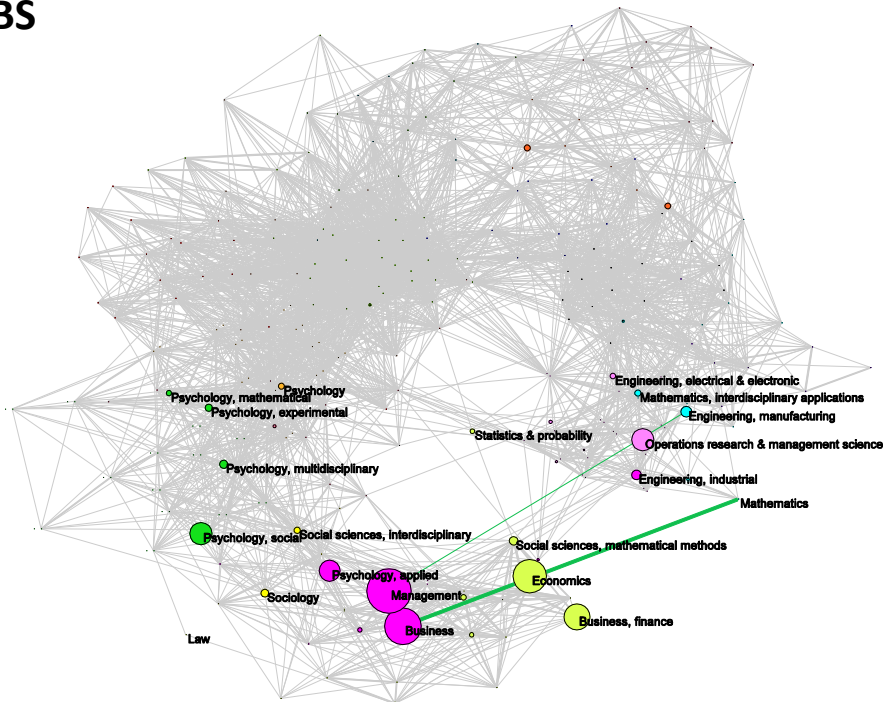 BS
Engineering, electrical & electronic
Psychology
Psychology, mathematical
Mathematics, interdisciplinary applications
Psychology, experimental
Engineering, manufacturing
Statistics & probability
Operations research & management science
Psychology, multidisciplinary
Engineering, industrial
Mathematics
Psychology, social
Social sciences, interdisciplinary
Social sciences, mathematical methods
Psychology, applied
Economics
Sociology
Management
Business, finance
Business
Law